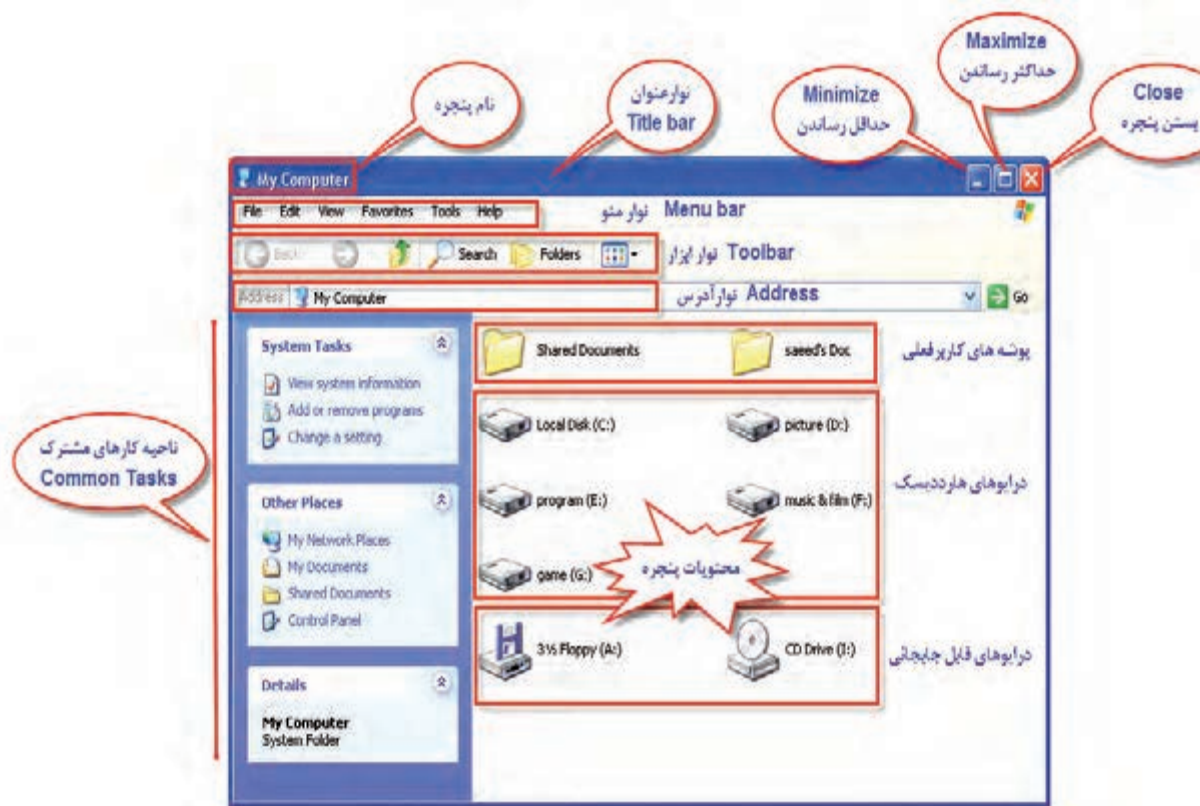 Maximize
حداکثر رساندن
نام پنجره
نوارعنوان
Title bar
Minimize
حداقل رساندن
Close
بستن پنجره
My Computer
File Edit View Favorites Tools Help
نوار منو Menu bar
Back Search Folders
نوار ابزار Toolbar
Address My Computer
نوارآدرس Address
Go
System Tasks
View system information
Add or remove programs
Change a setting
Other Places
My Network Places
My Documents
Shared Documents
Control Panel
Details
My Computer
System Folder
ناحیه کارهای مشترک
Common Tasks
Shared Documents saeed's Doc
پوشه های کاربر فعلی
Local Disk (C:) picture (D:)
program (E:) music & film (F:)
game (G:)
درایوهای هارددیسک
محتویات پنجره
3½ Floppy (A:) CD Drive (I:)
درایوهای قابل جابجائی